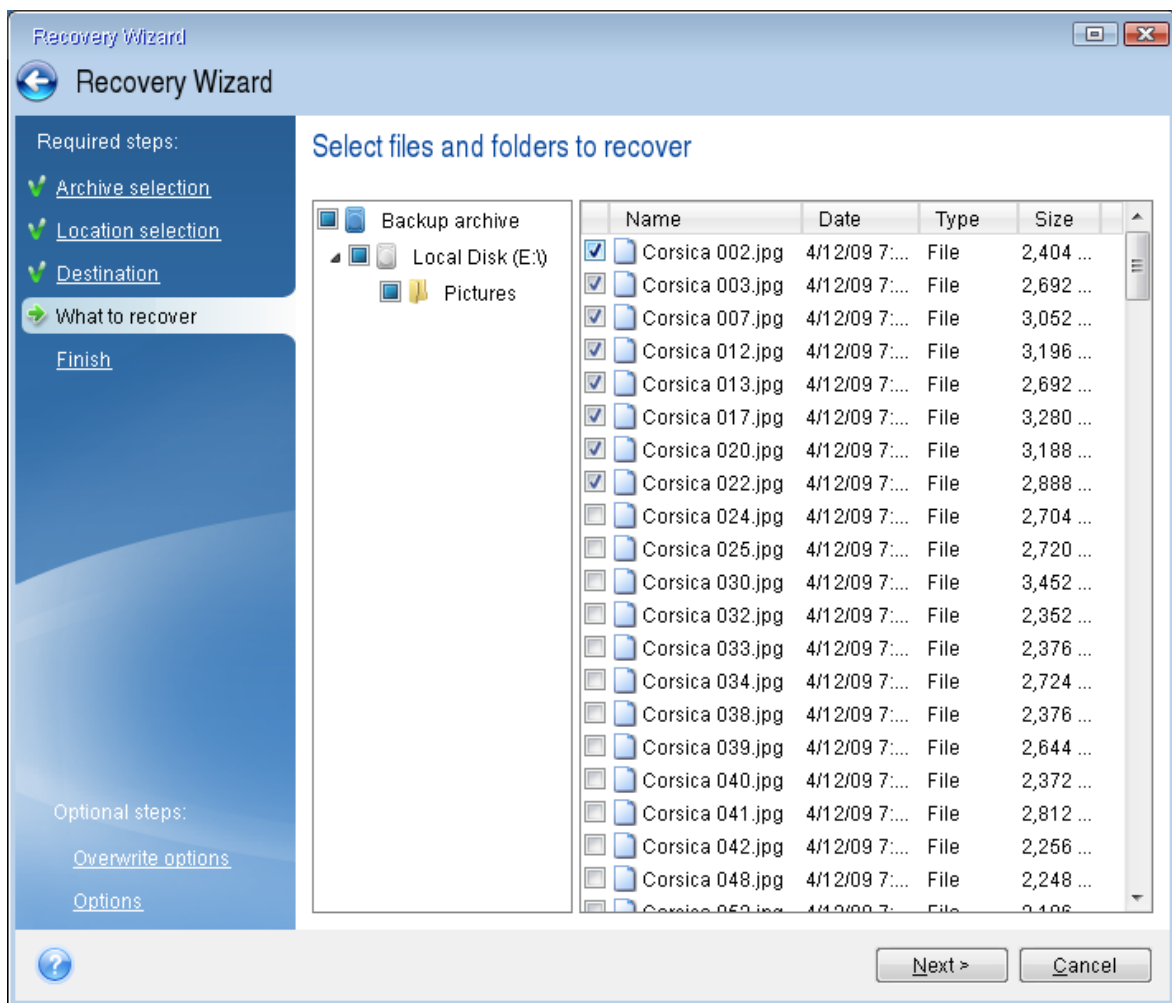 Recovery Wizard
Recovery Wizard
Required steps:
Archive selection
Location selection
Destination
What to recover
Finish
Optional steps:
Overwrite options
Options
Select files and folders to recover
Backup archive
Local Disk (E:\)
Pictures
Name Date Type Size
Corsica 002.jpg 4/12/09 7:... File 2,404 ...
Corsica 003.jpg 4/12/09 7:... File 2,692 ...
Corsica 007.jpg 4/12/09 7:... File 3,052 ...
Corsica 012.jpg 4/12/09 7:... File 3,196 ...
Corsica 013.jpg 4/12/09 7:... File 2,692 ...
Corsica 017.jpg 4/12/09 7:... File 3,280 ...
Corsica 020.jpg 4/12/09 7:... File 3,188 ...
Corsica 022.jpg 4/12/09 7:... File 2,888 ...
Corsica 024.jpg 4/12/09 7:... File 2,704 ...
Corsica 025.jpg 4/12/09 7:... File 2,720 ...
Corsica 030.jpg 4/12/09 7:... File 3,452 ...
Corsica 032.jpg 4/12/09 7:... File 2,352 ...
Corsica 033.jpg 4/12/09 7:... File 2,376 ...
Corsica 034.jpg 4/12/09 7:... File 2,724 ...
Corsica 038.jpg 4/12/09 7:... File 2,376 ...
Corsica 039.jpg 4/12/09 7:... File 2,644 ...
Corsica 040.jpg 4/12/09 7:... File 2,372 ...
Corsica 041.jpg 4/12/09 7:... File 2,812 ...
Corsica 042.jpg 4/12/09 7:... File 2,256 ...
Corsica 048.jpg 4/12/09 7:... File 2,248 ...
Next > Cancel